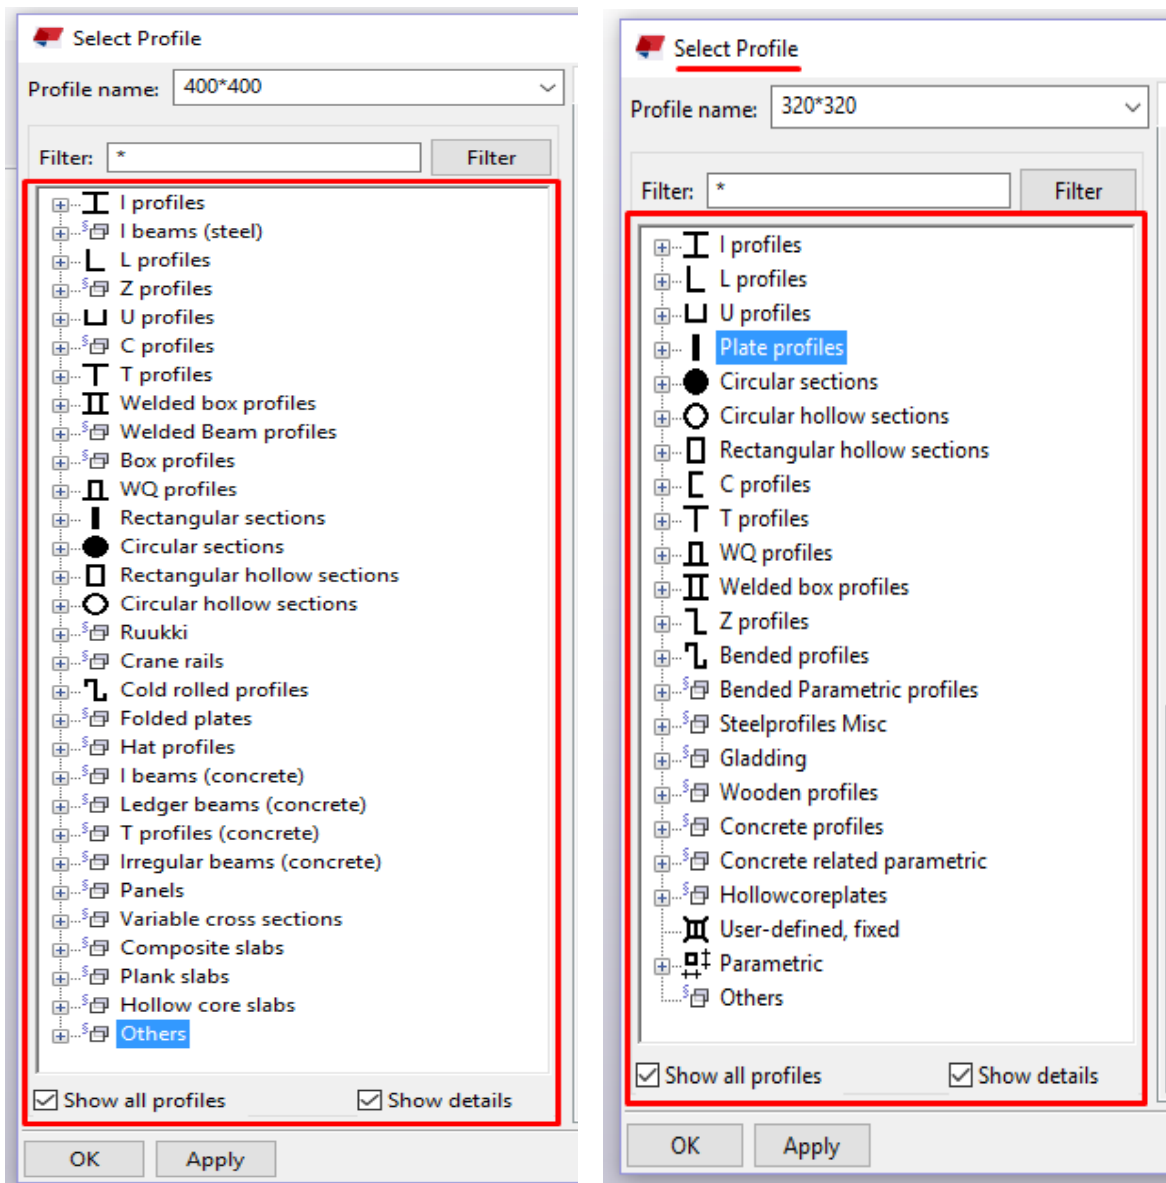 Select Profile
Profile name: 400*400
Filter: * Filter
I profiles
I beams (steel)
L profiles
Z profiles
U profiles
C profiles
T profiles
Welded box profiles
Welded Beam profiles
Box profiles
WQ profiles
Rectangular sections
Circular sections
Rectangular hollow sections
Circular hollow sections
Ruukki
Crane rails
Cold rolled profiles
Folded plates
Hat profiles
I beams (concrete)
Ledger beams (concrete)
T profiles (concrete)
Irregular beams (concrete)
Panels
Variable cross sections
Composite slabs
Plank slabs
Hollow core slabs
Others
Show all profiles Show details
OK Apply
Select Profile
Profile name: 320*320
Filter: * Filter
I profiles
L profiles
U profiles
Plate profiles
Circular sections
Circular hollow sections
Rectangular hollow sections
C profiles
T profiles
WQ profiles
Welded box profiles
Z profiles
Bended profiles
Bended Parametric profiles
Steelprofiles Misc
Gladding
Wooden profiles
Concrete profiles
Concrete related parametric
Hollowcoreplates
User-defined, fixed
Parametric
Others
Show all profiles Show details
OK Apply